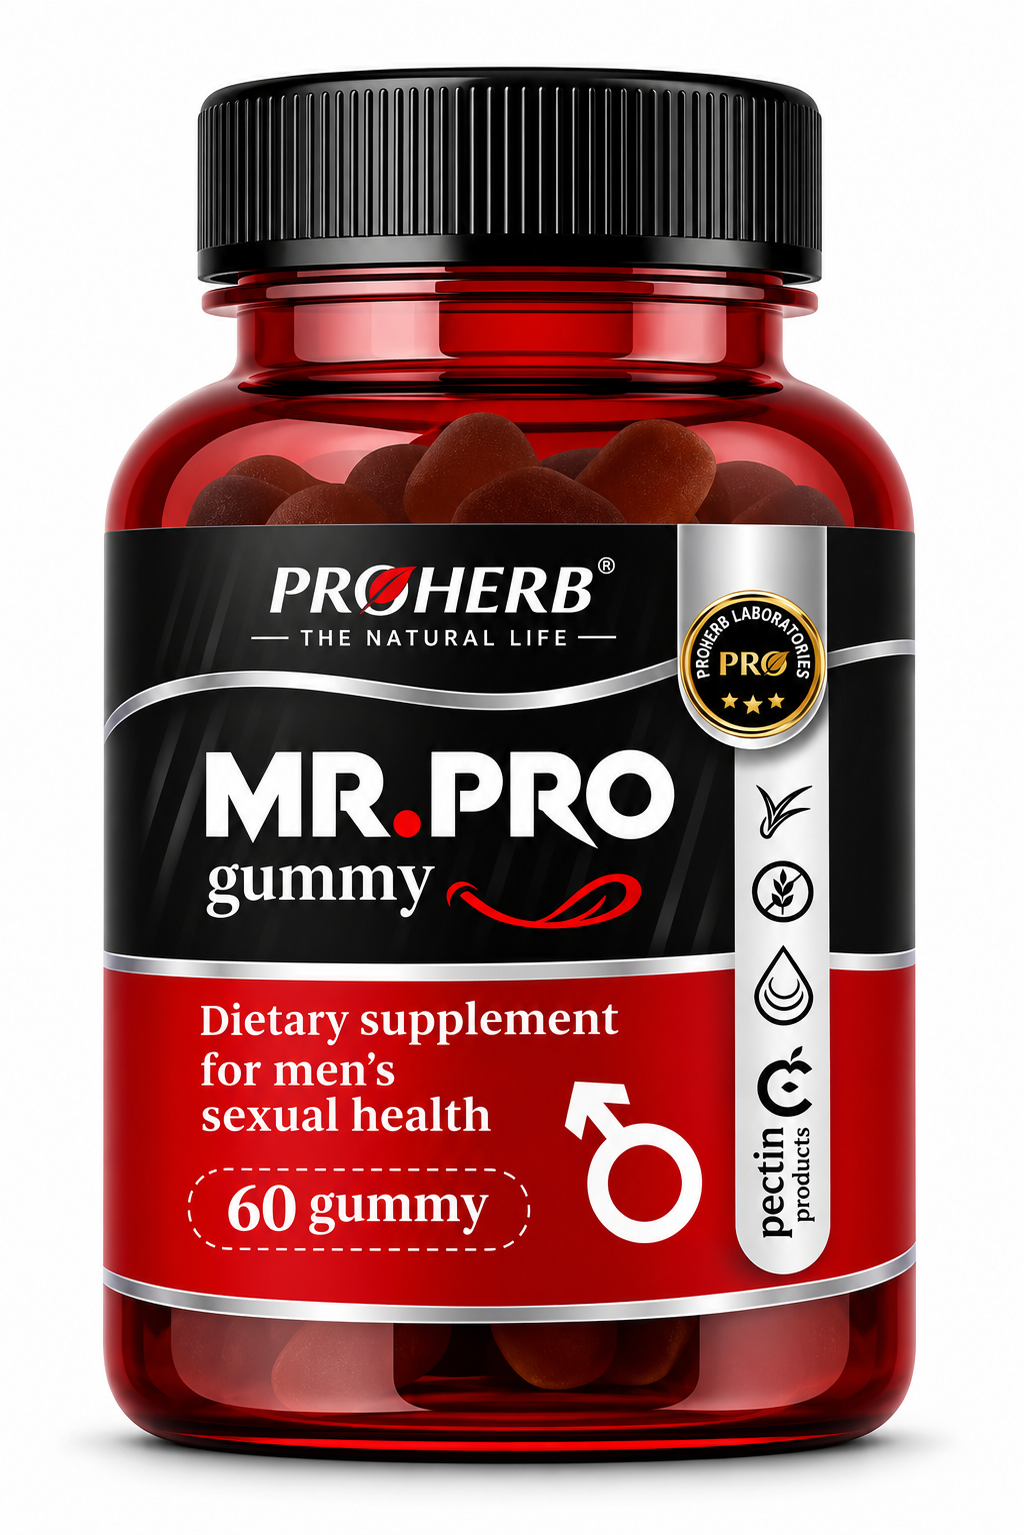 PROHERB®
THE NATURAL LIFE
PROHERB LABORATORIES
PRO
MR.PRO
gummy
Dietary supplement
for men's
sexual health
60 gummy
pectin
products